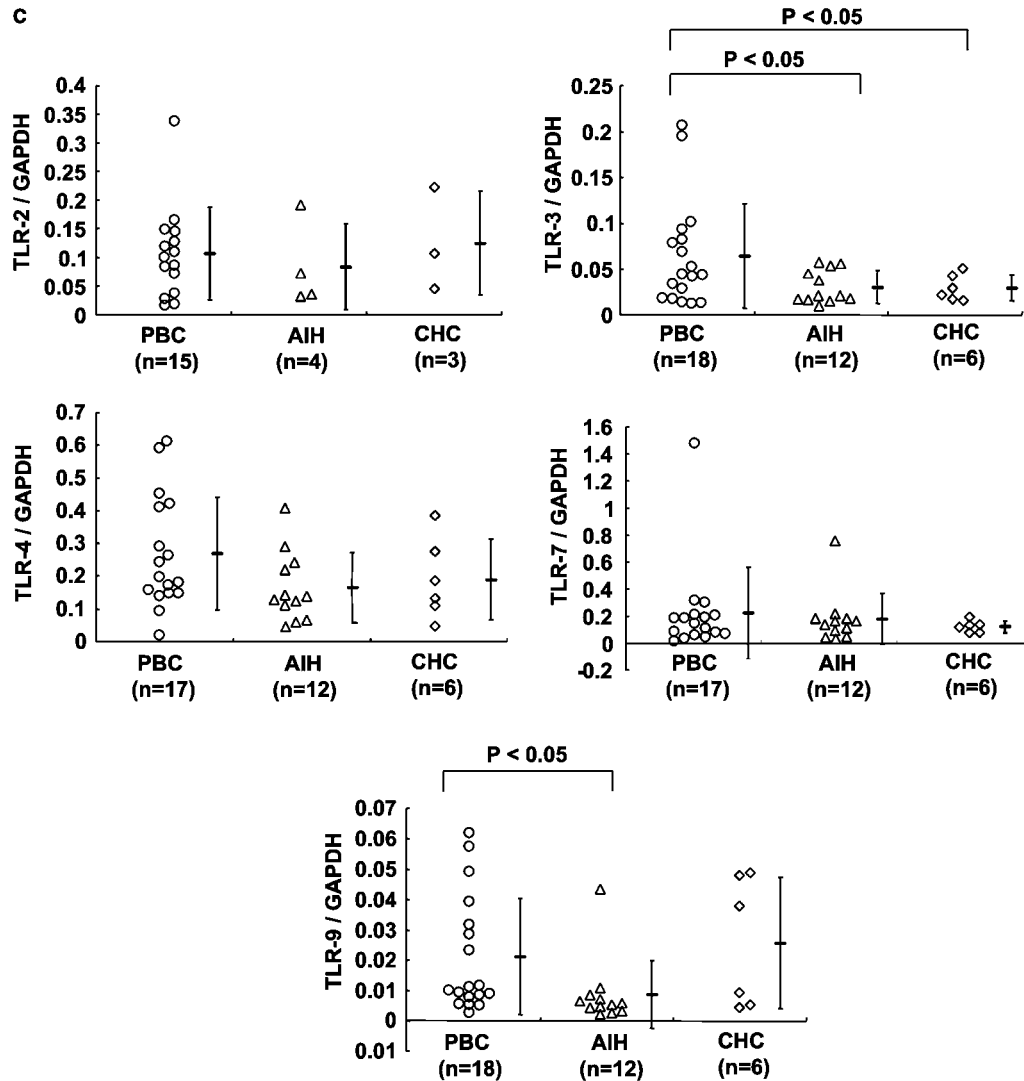 C
P < 0.05
P < 0.05
TLR-2 / GAPDH
0.4
0.35
0.3
0.25
0.2
0.15
0.1
0.05
0
PBC
(n=15)
AIH
(n=4)
CHC
(n=3)
TLR-3 / GAPDH
0.25
0.2
0.15
0.1
0.05
0
PBC
(n=18)
AIH
(n=12)
CHC
(n=6)
TLR-4 / GAPDH
0.7
0.6
0.5
0.4
0.3
0.2
0.1
0
PBC
(n=17)
AIH
(n=12)
CHC
(n=6)
TLR-7 / GAPDH
1.6
1.4
1.2
1
0.8
0.6
0.4
0.2
0
-0.2
PBC
(n=17)
AIH
(n=12)
CHC
(n=6)
P < 0.05
TLR-9 / GAPDH
0.07
0.06
0.05
0.04
0.03
0.02
0.01
0
0.01
PBC
(n=18)
AIH
(n=12)
CHC
(n=6)